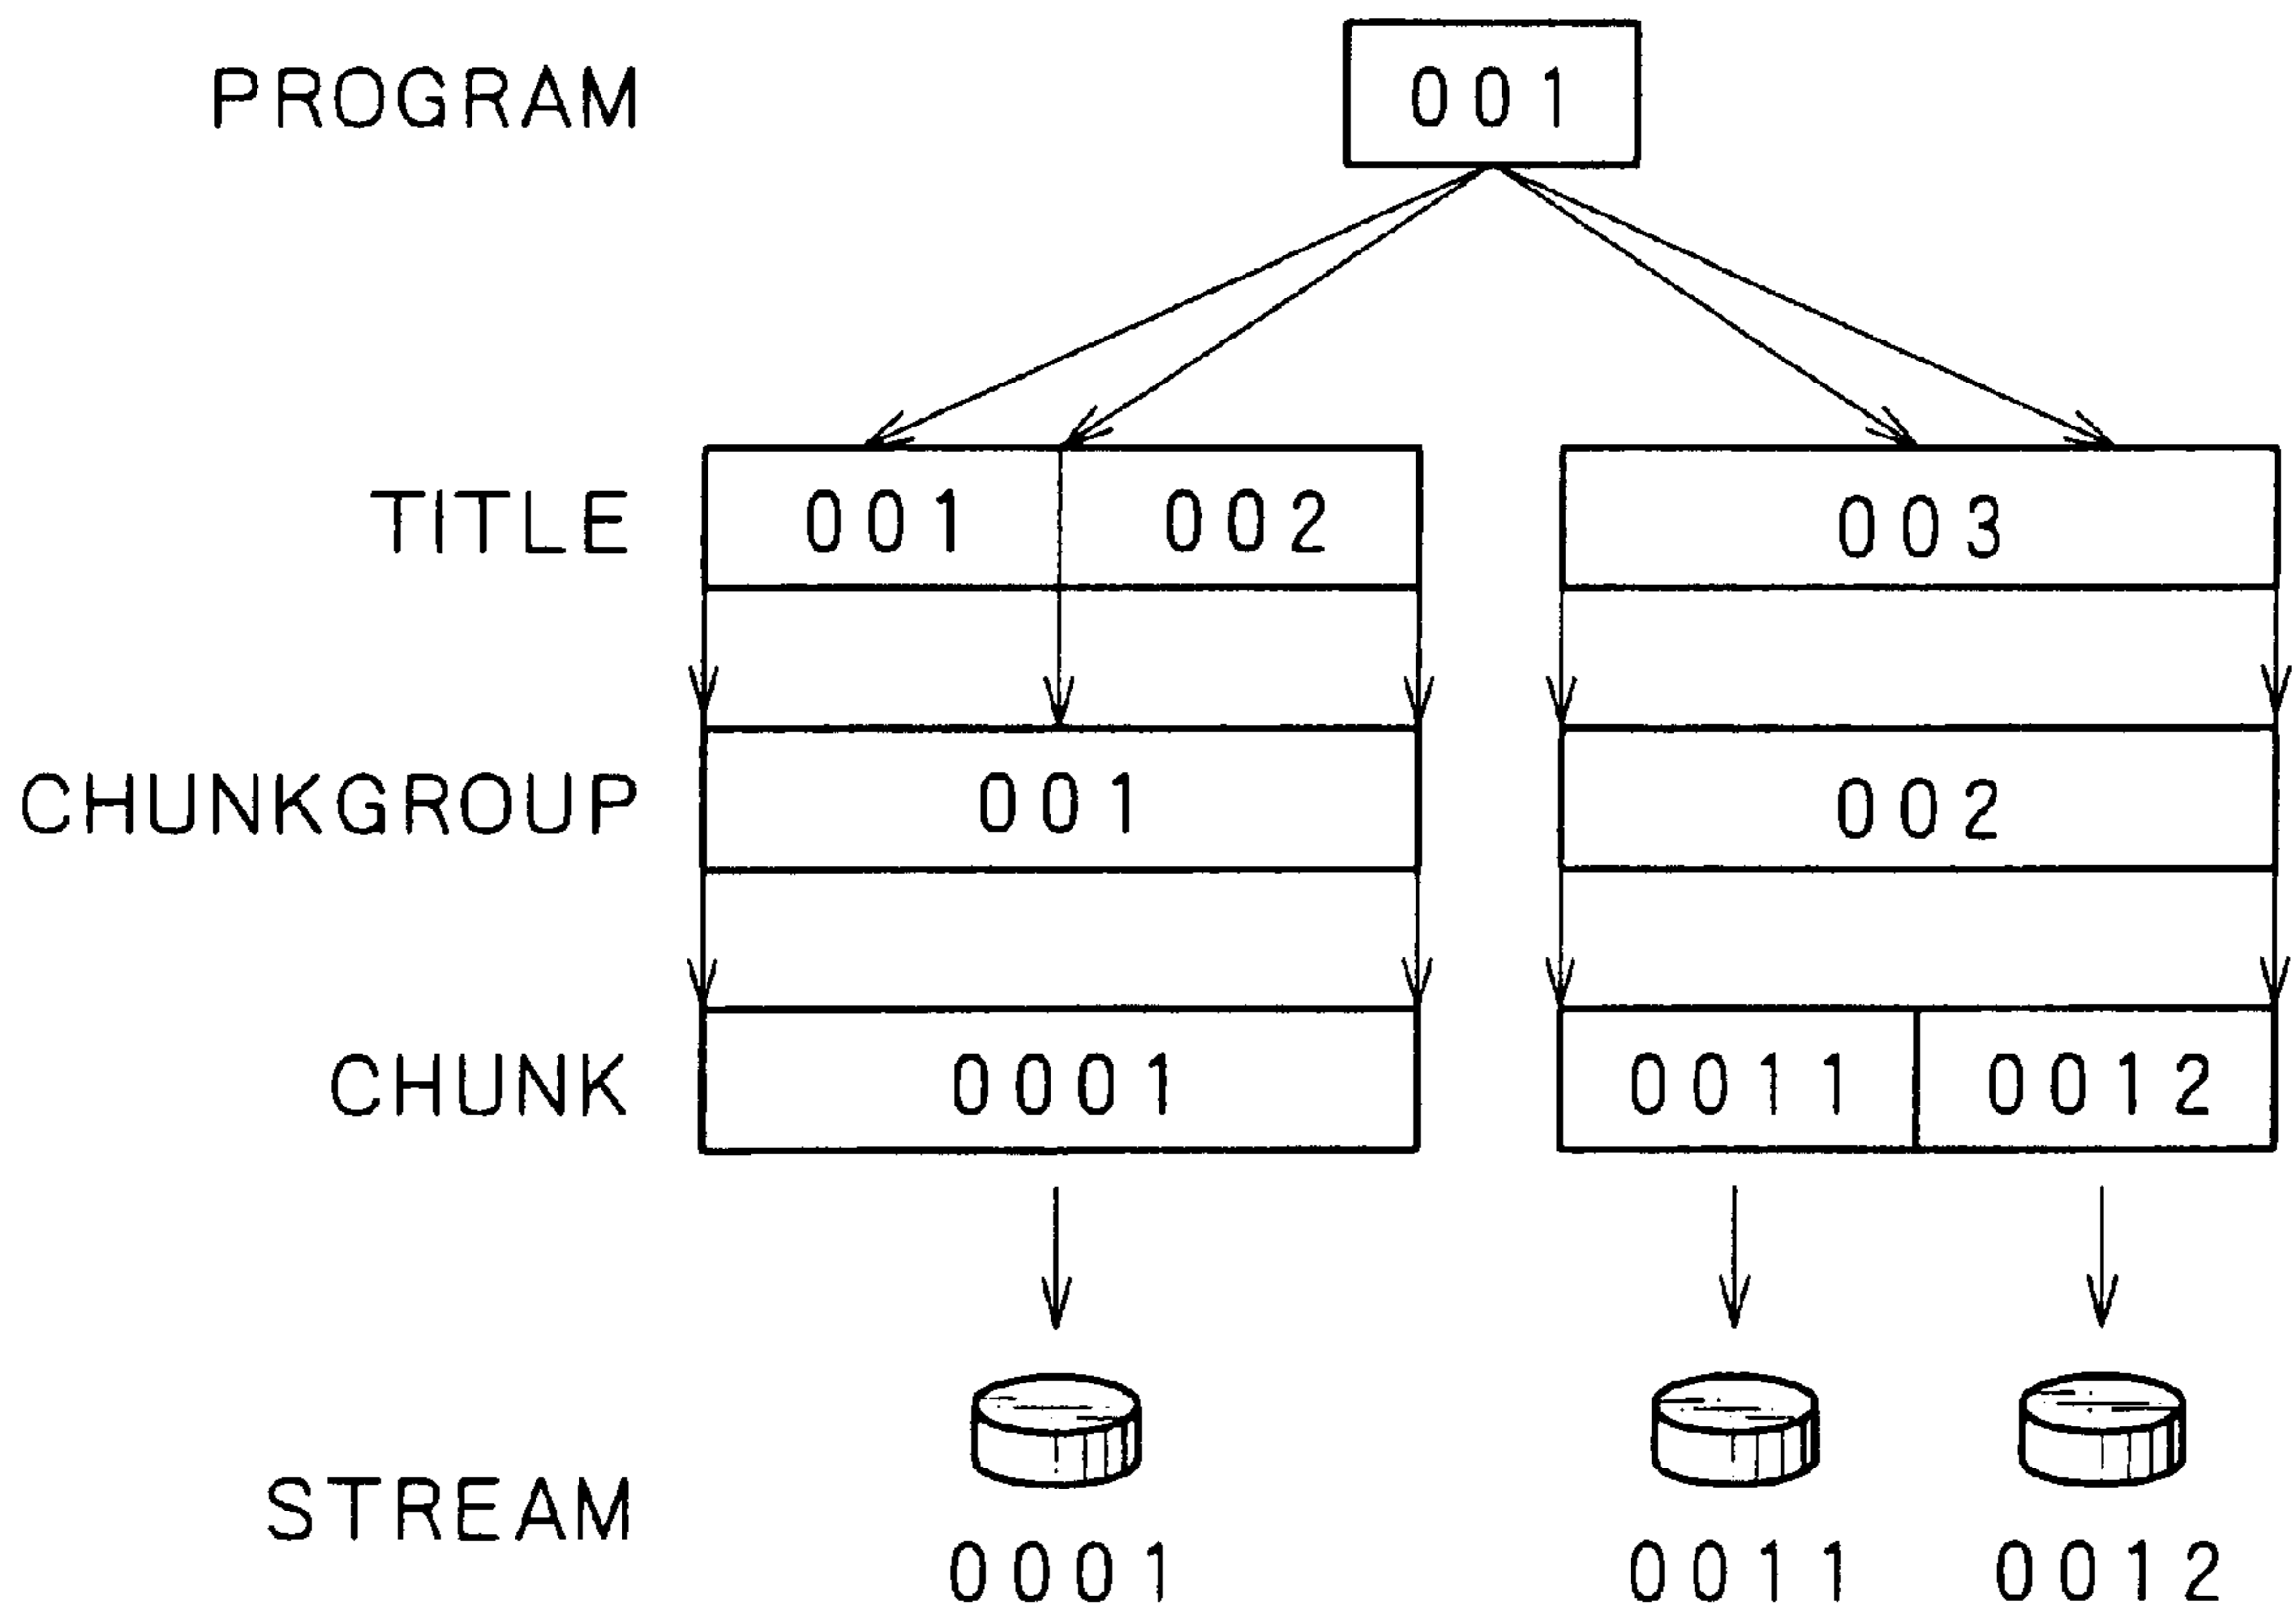 PROGRAM 001
TITLE 001 002 003
CHUNKGROUP 001 002
CHUNK 0001 0011 0012
STREAM
0001 0011 0012